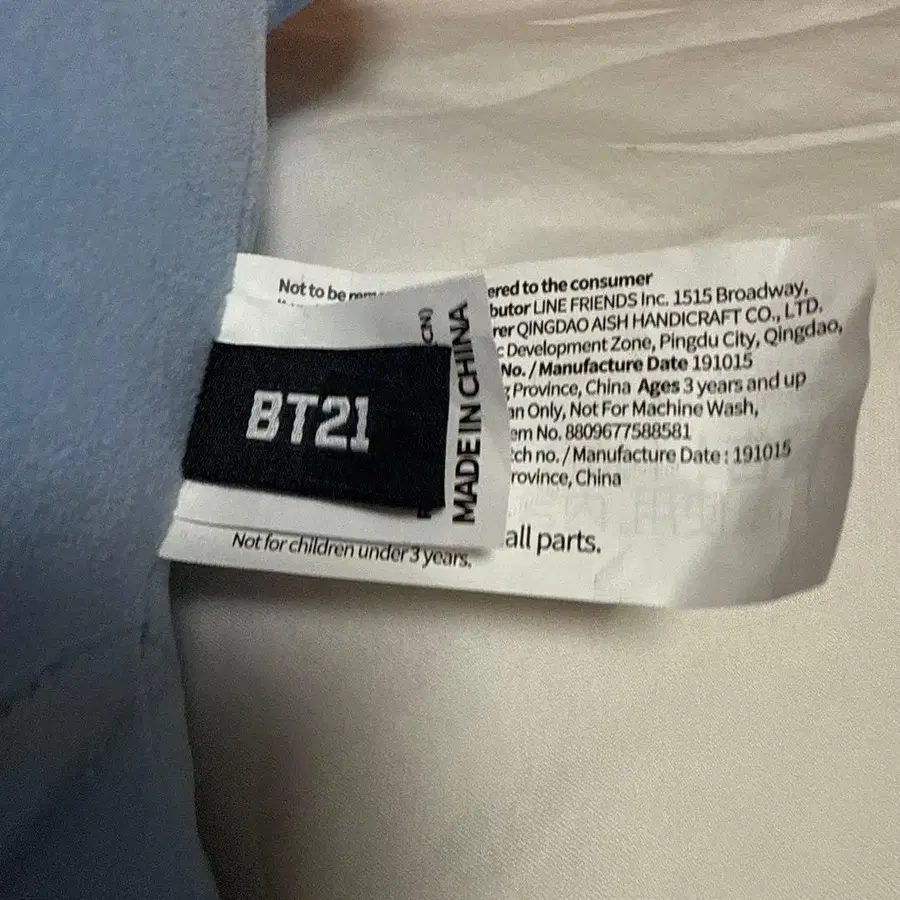 Not to be
ered to the consumer
butor LINE FRIENDS Inc. 1515 Broadway,
rer QINGDAO AISH HANDICRAFT CO., LTD.
c Development Zone, Pingdu City, Qingdao,
No. / Manufacture Date 191015
g Province, China Ages 3 years and up
an Only, Not For Machine Wash,
em No. 8809677588581
tch no. / Manufacture Date : 191015
rovince, China
all parts.
Not for children under 3 years.
BT21
MADE IN CHINA
CN)